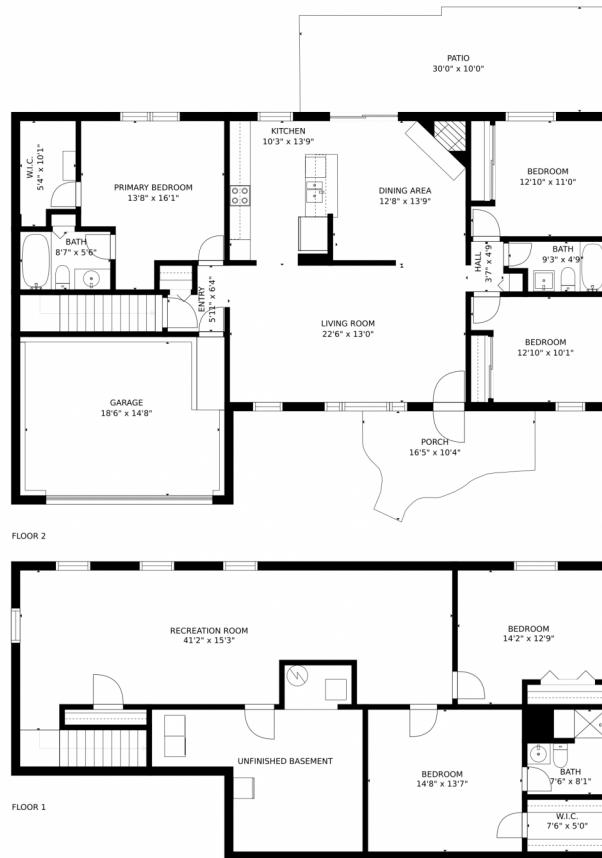 PATIO
30'0" x 10'0"
KITCHEN
10'3" x 13'9"
W.I.C.
5'4" x 10'1"
PRIMARY BEDROOM
13'8" x 16'1"
DINING AREA
12'8" x 13'9"
BEDROOM
12'10" x 11'0"
BATH
8'7" x 5'6"
HALL
3'7" x 4'9"
BATH
9'3" x 4'9"
ENTRY
5'11" x 6'4"
LIVING ROOM
22'6" x 13'0"
BEDROOM
12'10" x 10'1"
GARAGE
18'6" x 14'8"
PORCH
16'5" x 10'4"
FLOOR 2
RECREATION ROOM
41'2" x 15'3"
BEDROOM
14'2" x 12'9"
UNFINISHED BASEMENT
BEDROOM
14'8" x 13'7"
BATH
7'6" x 8'1"
W.I.C.
7'6" x 5'0"
FLOOR 1